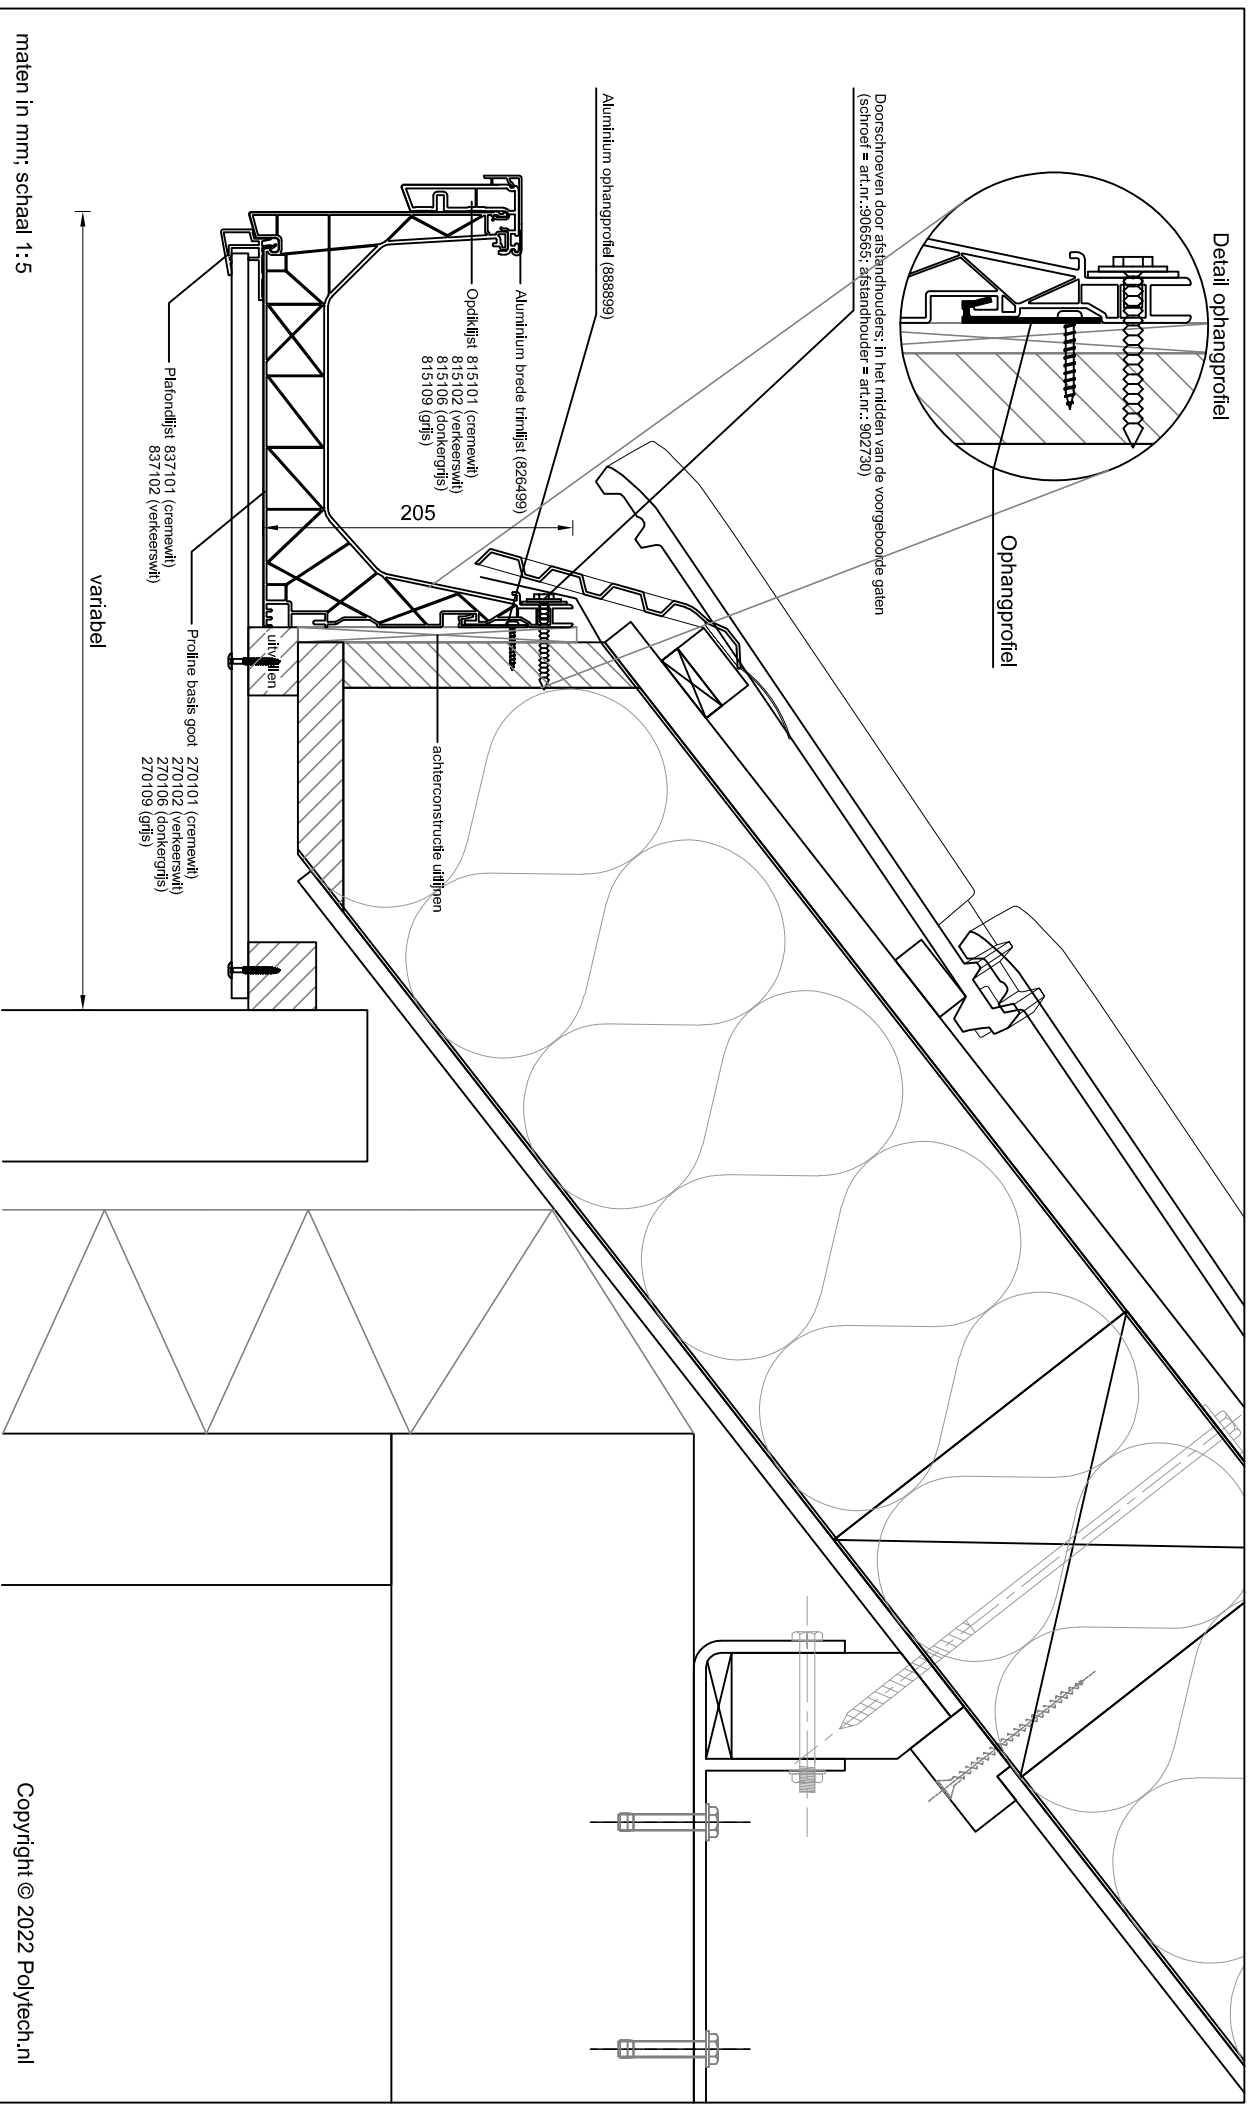 Detail ophangprofiel
Ophangprofiel
Doorschroeven door afstandhouders; in het midden van de voorgeboorde gaten
(schroef = art.nr.:906565; afstandhouder = art.nr.: 902730)
Aluminium ophangprofiel (888899)
Aluminium brede trimlijst (826499)
Opdiklijst 815101 (cremewit)
815102 (verkeerswit)
815106 (donkergrijs)
815109 (grijs)
205
achterconstructie uitlijnen
uitvullen
Proline basis goot 270101 (cremewit)
270102 (verkeerswit)
270106 (donkergrijs)
270109 (grijs)
Plafondlijst 837101 (cremewit)
837102 (verkeerswit)
variabel
maten in mm; schaal 1:5
Copyright © 2022 Polytech.nl